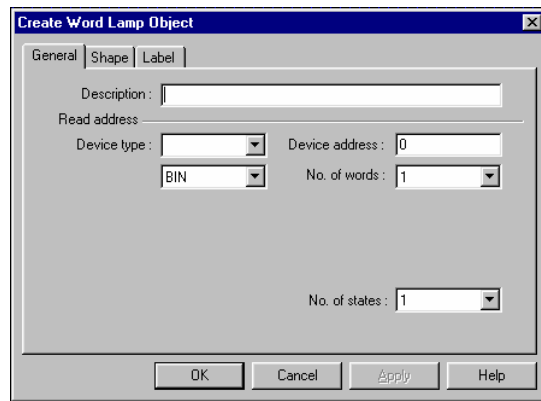 Create Word Lamp Object
General Shape Label
Description :
Read address
Device type : Device address : 0
BIN No. of words : 1
No. of states : 1
OK Cancel Apply Help